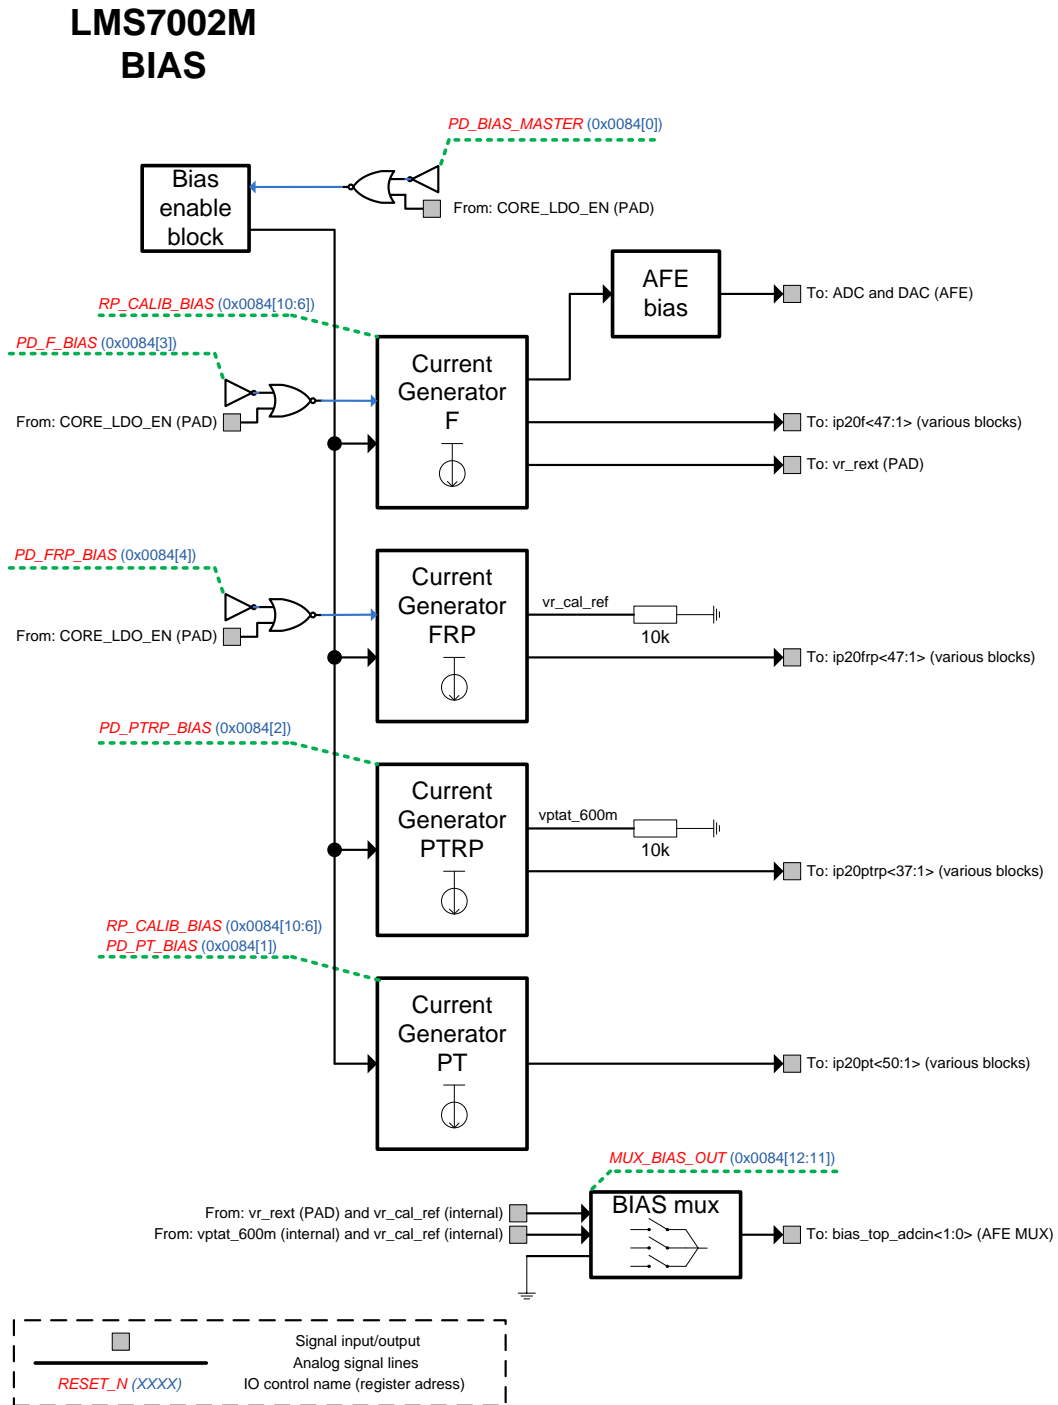 LMS7002M
BIAS
PD_BIAS_MASTER (0x0084[0])
Bias
enable
block
From: CORE_LDO_EN (PAD)
AFE
bias
To: ADC and DAC (AFE)
RP_CALIB_BIAS (0x0084[10:6])
PD_F_BIAS (0x0084[3])
From: CORE_LDO_EN (PAD)
Current
Generator
F
To: ip20f<47:1> (various blocks)
To: vr_rext (PAD)
PD_FRP_BIAS (0x0084[4])
From: CORE_LDO_EN (PAD)
Current
Generator
FRP
vr_cal_ref
10k
To: ip20frp<47:1> (various blocks)
PD_PTRP_BIAS (0x0084[2])
Current
Generator
PTRP
vptat_600m
10k
To: ip20ptrp<37:1> (various blocks)
RP_CALIB_BIAS (0x0084[10:6])
PD_PT_BIAS (0x0084[1])
Current
Generator
PT
To: ip20pt<50:1> (various blocks)
MUX_BIAS_OUT (0x0084[12:11])
BIAS mux
From: vr_rext (PAD) and vr_cal_ref (internal)
From: vptat_600m (internal) and vr_cal_ref (internal)
To: bias_top_adcin<1:0> (AFE MUX)
Signal input/output
Analog signal lines
RESET_N (XXXX) IO control name (register adress)